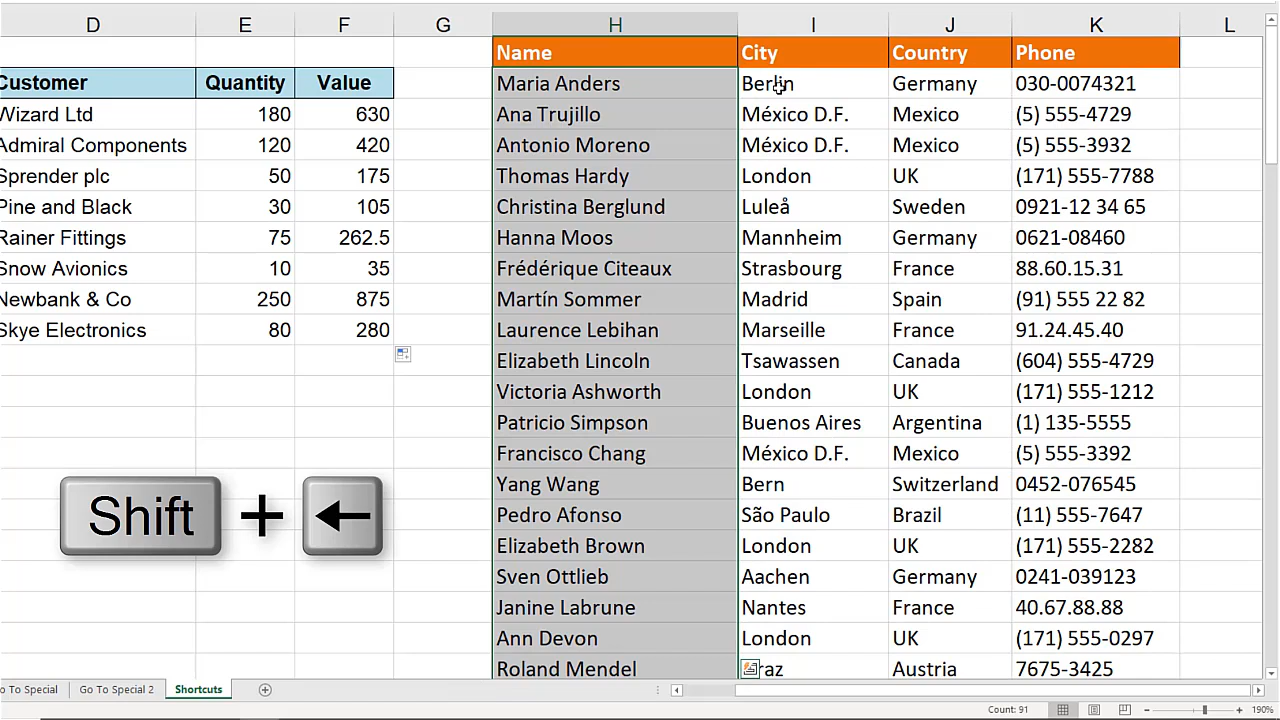 D E F G H I J K L
Name City Country Phone
Customer Quantity Value Maria Anders Berlin Germany 030-0074321
Wizard Ltd 180 630 Ana Trujillo México D.F. Mexico (5) 555-4729
Admiral Components 120 420 Antonio Moreno México D.F. Mexico (5) 555-3932
Sprender plc 50 175 Thomas Hardy London UK (171) 555-7788
Pine and Black 30 105 Christina Berglund Luleå Sweden 0921-12 34 65
Rainer Fittings 75 262.5 Hanna Moos Mannheim Germany 0621-08460
Snow Avionics 10 35 Frédérique Citeaux Strasbourg France 88.60.15.31
Newbank & Co 250 875 Martín Sommer Madrid Spain (91) 555 22 82
Skye Electronics 80 280 Laurence Lebihan Marseille France 91.24.45.40
Elizabeth Lincoln Tsawassen Canada (604) 555-4729
Victoria Ashworth London UK (171) 555-1212
Patricio Simpson Buenos Aires Argentina (1) 135-5555
Francisco Chang México D.F. Mexico (5) 555-3392
Yang Wang Bern Switzerland 0452-076545
Shift + ← Pedro Afonso São Paulo Brazil (11) 555-7647
Elizabeth Brown London UK (171) 555-2282
Sven Ottlieb Aachen Germany 0241-039123
Janine Labrune Nantes France 40.67.88.88
Ann Devon London UK (171) 555-0297
Roland Mendel raz Austria 7675-3425
o To Special Go To Special 2 Shortcuts
Count: 91 190%